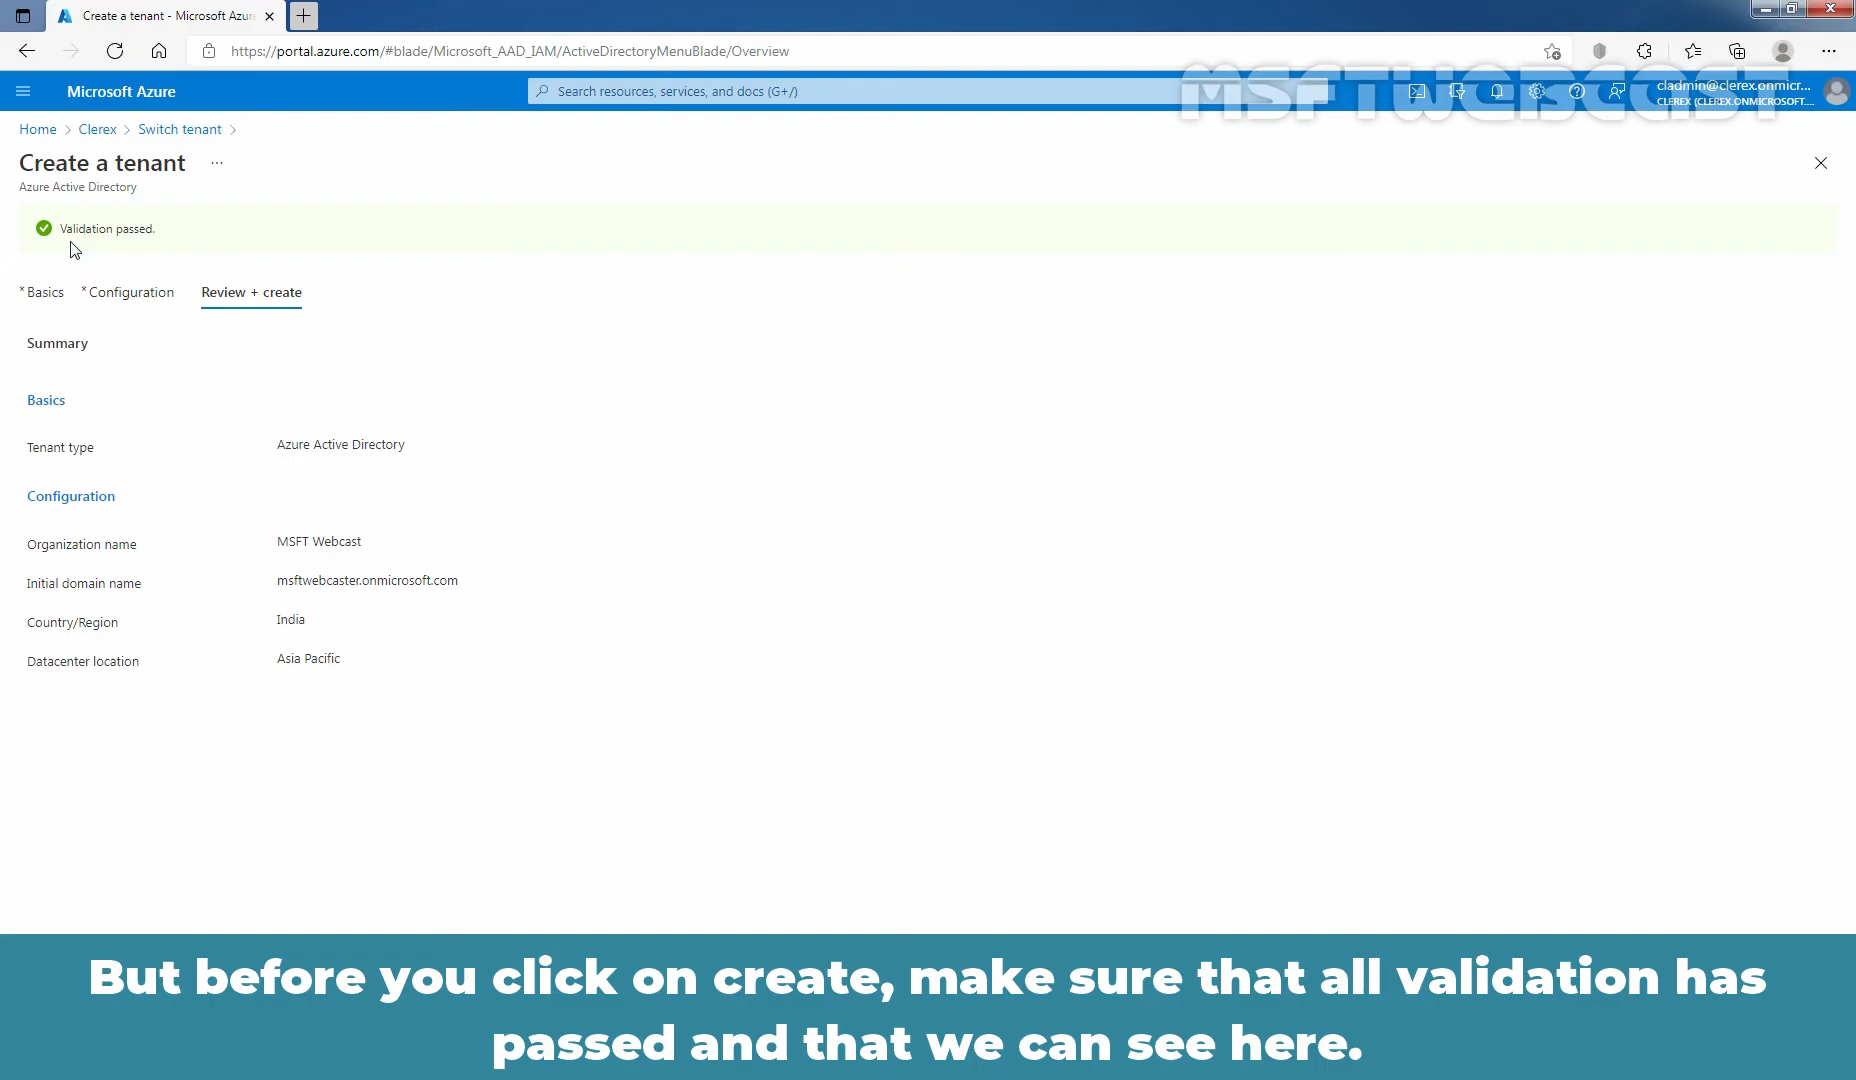 Create a tenant - Microsoft Azur
https://portal.azure.com/#blade/Microsoft_AAD_IAM/ActiveDirectoryMenuBlade/Overview
Microsoft Azure
Search resources, services, and docs (G+/)
MSFTWEBCAST
cladmin@clerex.onmicr...
CLEREX (CLEREX.ONMICROSOFT....
Home > Clerex > Switch tenant >
Create a tenant ...
Azure Active Directory
Validation passed.
* Basics * Configuration Review + create
Summary
Basics
Tenant type Azure Active Directory
Configuration
Organization name MSFT Webcast
Initial domain name msftwebcaster.onmicrosoft.com
Country/Region India
Datacenter location Asia Pacific
But before you click on create, make sure that all validation has
passed and that we can see here.